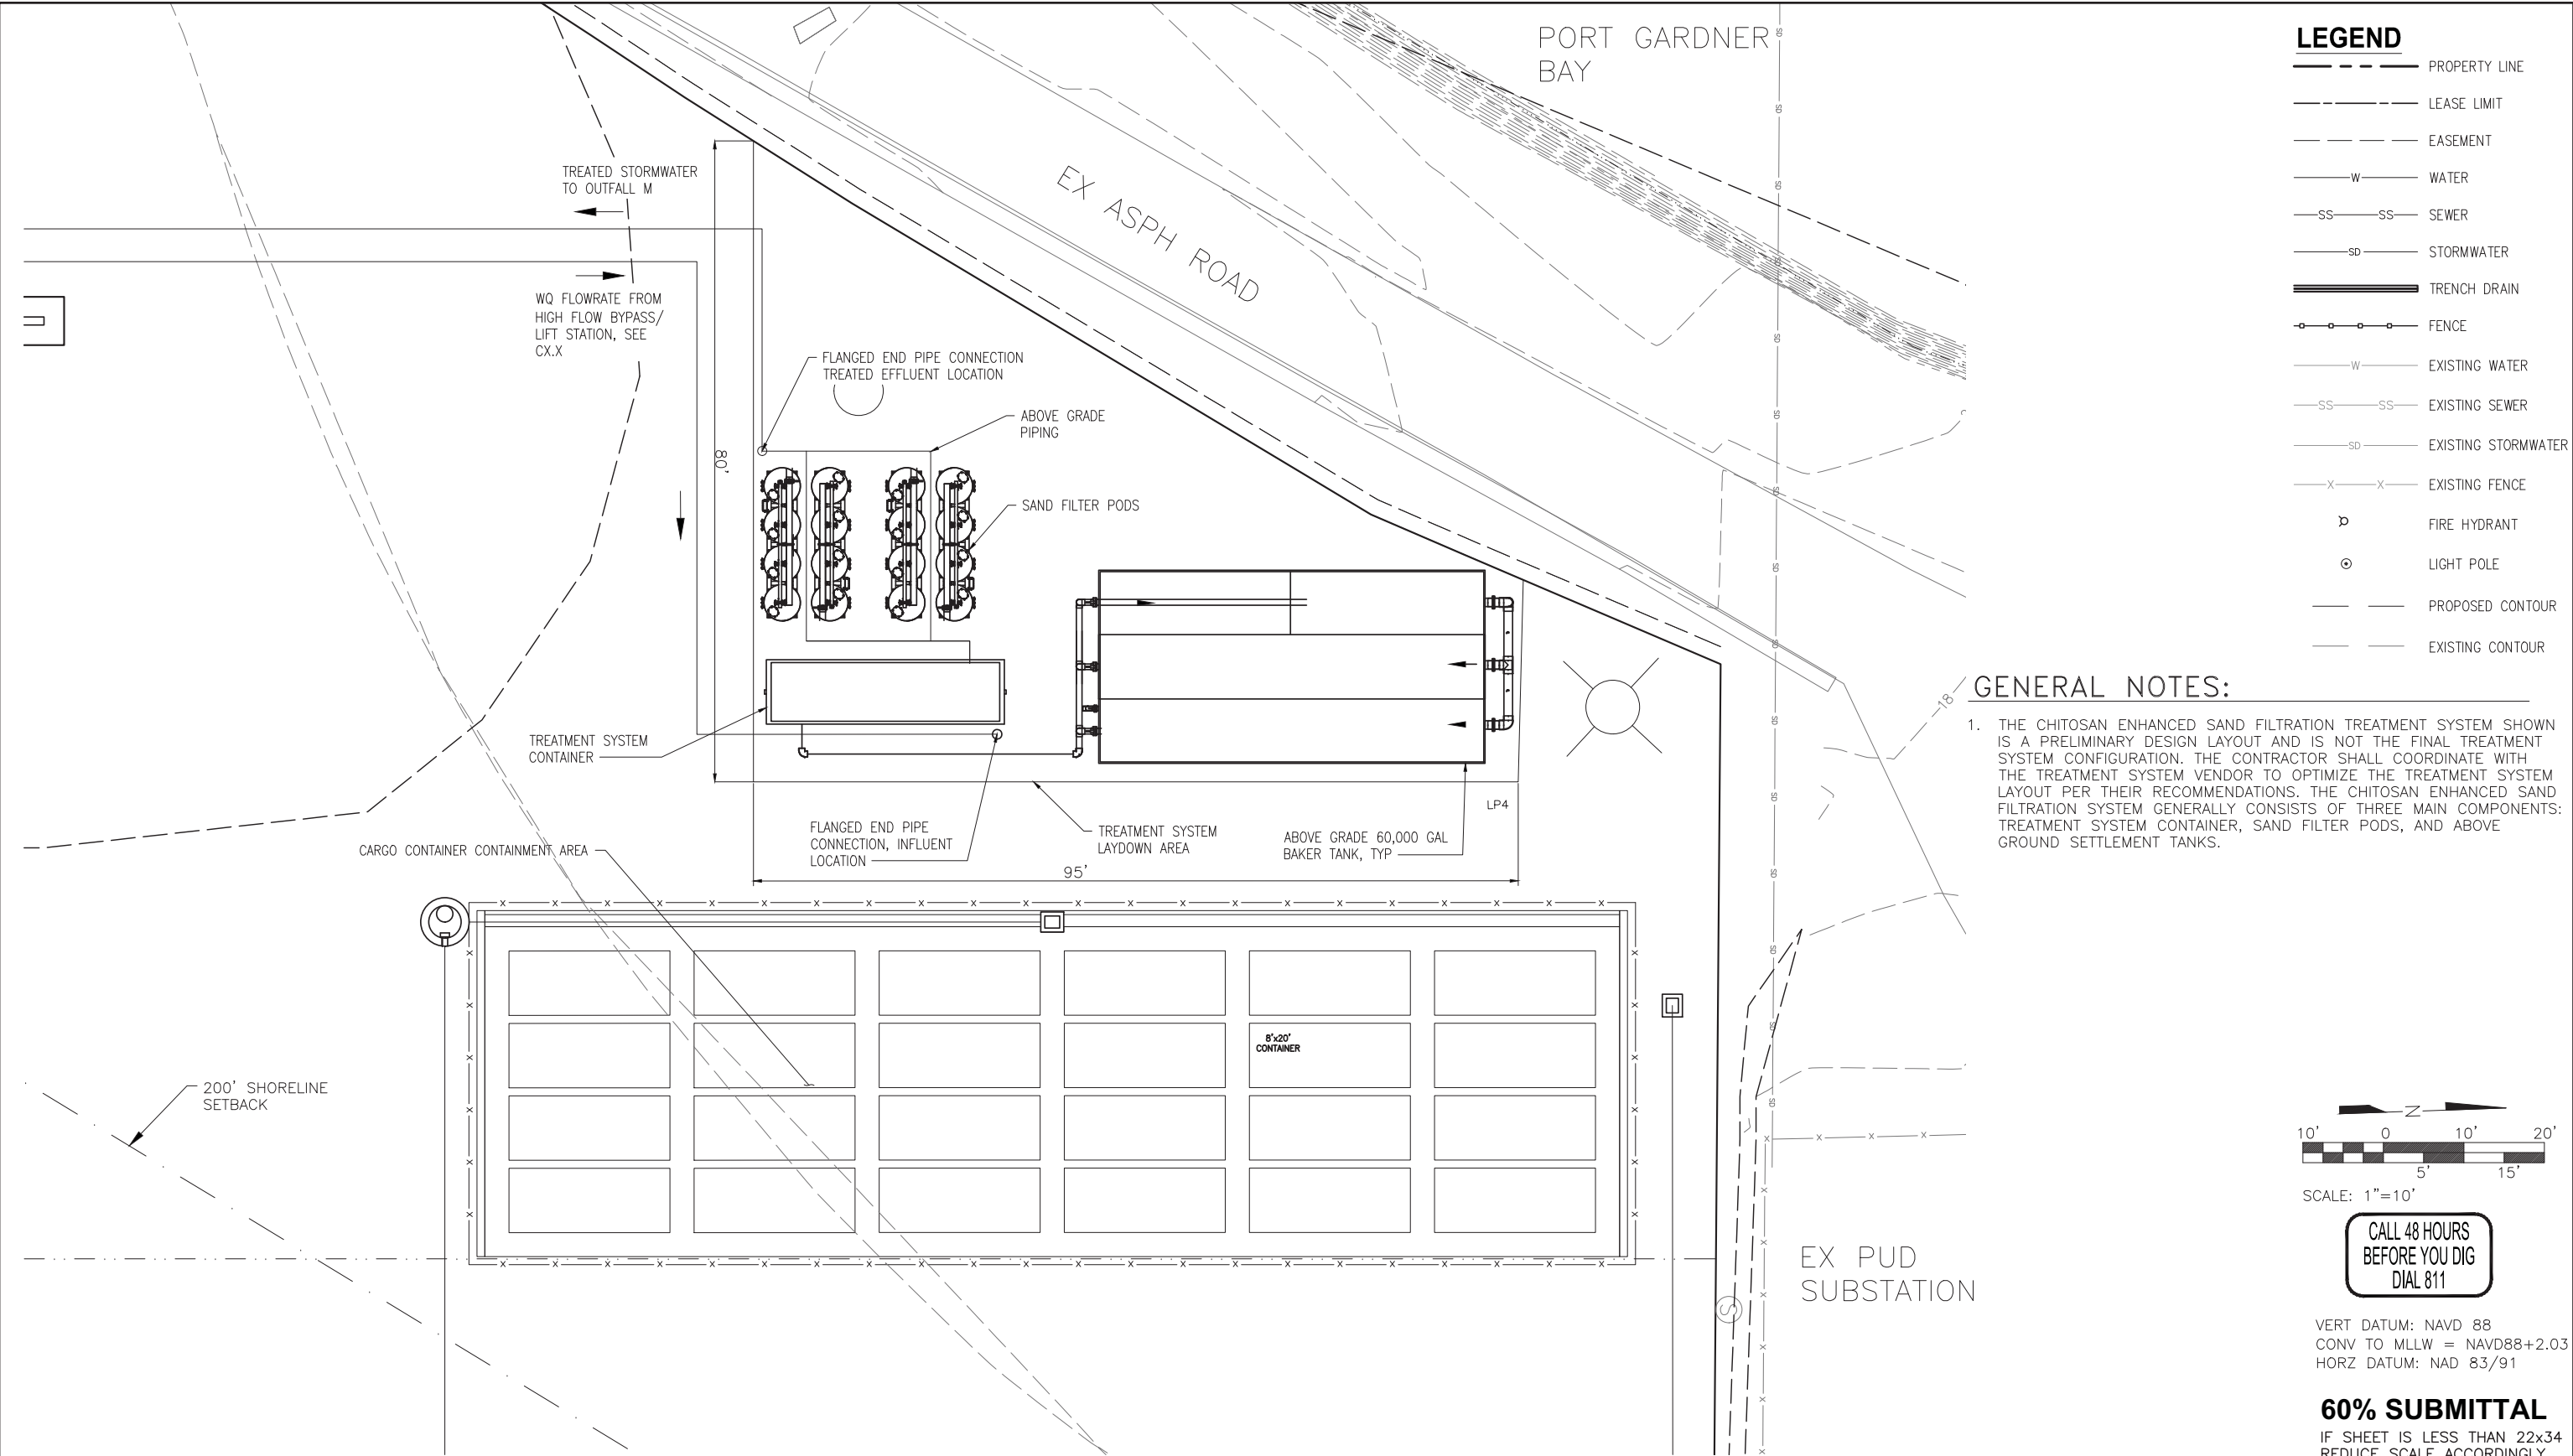 PORT GARDNER
BAY
EX ASPH ROAD
TREATED STORMWATER
TO OUTFALL M
WQ FLOWRATE FROM
HIGH FLOW BYPASS/
LIFT STATION, SEE
CX.X
FLANGED END PIPE CONNECTION
TREATED EFFLUENT LOCATION
ABOVE GRADE
PIPING
80'
SAND FILTER PODS
TREATMENT SYSTEM
CONTAINER
FLANGED END PIPE
CONNECTION, INFLUENT
LOCATION
TREATMENT SYSTEM
LAYDOWN AREA
ABOVE GRADE 60,000 GAL
BAKER TANK, TYP
LP4
95'
CARGO CONTAINER CONTAINMENT AREA
8'x20'
CONTAINER
200' SHORELINE
SETBACK
EX PUD
SUBSTATION
S
18
LEGEND
PROPERTY LINE
LEASE LIMIT
EASEMENT
W WATER
SS SS SEWER
SD STORMWATER
TRENCH DRAIN
FENCE
W EXISTING WATER
SS SS EXISTING SEWER
SD EXISTING STORMWATER
X X EXISTING FENCE
FIRE HYDRANT
LIGHT POLE
PROPOSED CONTOUR
EXISTING CONTOUR
GENERAL NOTES:
1. THE CHITOSAN ENHANCED SAND FILTRATION TREATMENT SYSTEM SHOWN
IS A PRELIMINARY DESIGN LAYOUT AND IS NOT THE FINAL TREATMENT
SYSTEM CONFIGURATION. THE CONTRACTOR SHALL COORDINATE WITH
THE TREATMENT SYSTEM VENDOR TO OPTIMIZE THE TREATMENT SYSTEM
LAYOUT PER THEIR RECOMMENDATIONS. THE CHITOSAN ENHANCED SAND
FILTRATION SYSTEM GENERALLY CONSISTS OF THREE MAIN COMPONENTS:
TREATMENT SYSTEM CONTAINER, SAND FILTER PODS, AND ABOVE
GROUND SETTLEMENT TANKS.
N
10' 0 10' 20'
5' 15'
SCALE: 1"=10'
CALL 48 HOURS
BEFORE YOU DIG
DIAL 811
VERT DATUM: NAVD 88
CONV TO MLLW = NAVD88+2.03
HORZ DATUM: NAD 83/91
60% SUBMITTAL
IF SHEET IS LESS THAN 22x34
REDUCE SCALE ACCORDINGLY